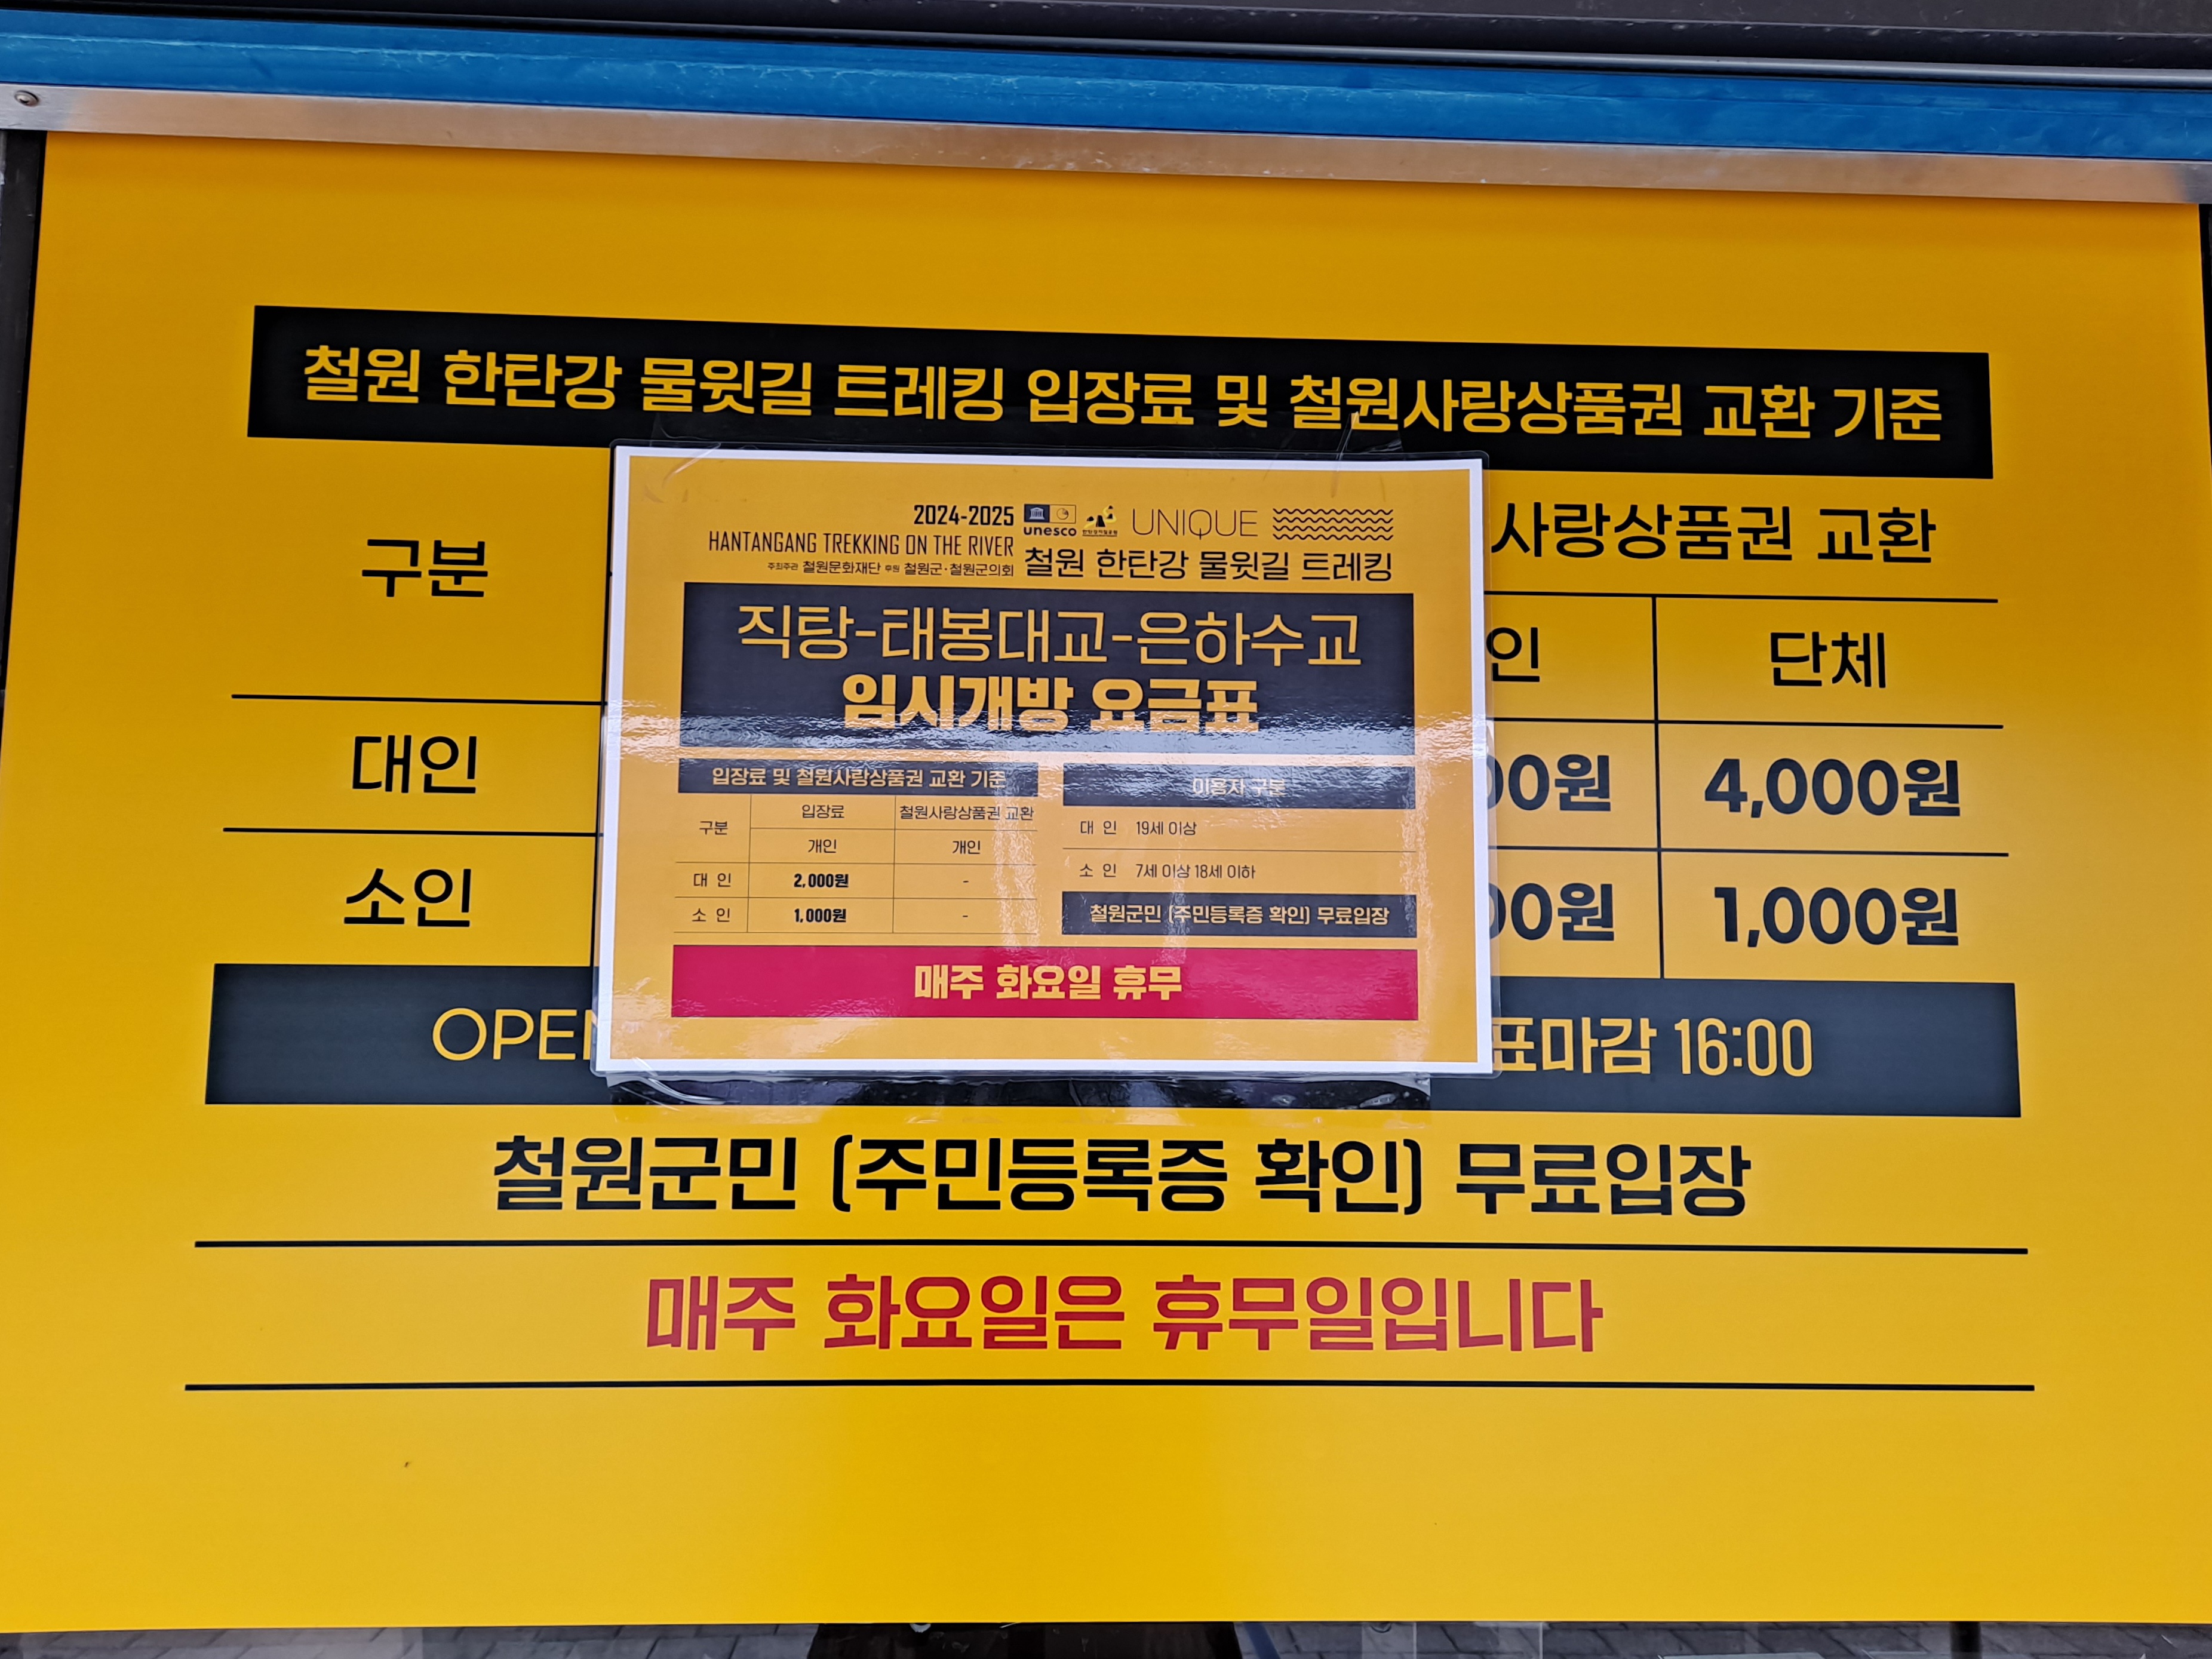 철원 한탄강 물윗길 트레킹 입장료 및 철원사랑상품권 교환 기준
구분
사랑상품권 교환
인
단체
대인
00원
4,000원
소인
00원
1,000원
OPEN
표마감 16:00
철원군민 (주민등록증 확인) 무료입장
매주 화요일은 휴무일입니다
2024-2025
HANTANGANG TREKKING ON THE RIVER
주최주관 철원문화재단 후원 철원군·철원군의회
unesco
UNIQUE
철원 한탄강 물윗길 트레킹
직탕-태봉대교-은하수교
임시개방 요금표
입장료 및 철원사랑상품권 교환 기준
구분 입장료 철원사랑상품권 교환
개인 개인
대 인 2,000원 -
소 인 1,000원 -
이용자 구분
대 인 19세 이상
소 인 7세 이상 18세 이하
철원군민 (주민등록증 확인) 무료입장
매주 화요일 휴무